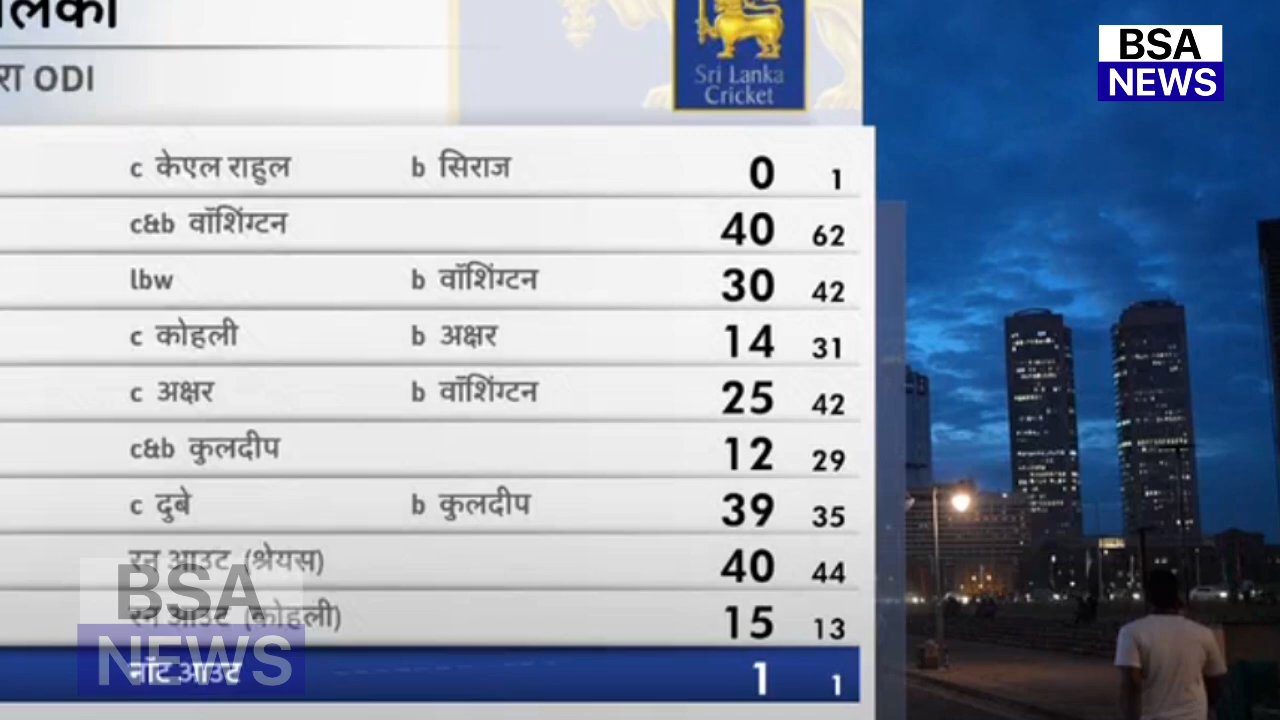 रा ODI
Sri Lanka
Cricket
BSA
NEWS
c केएल राहुल b सिराज 0 1
c&b वॉशिंग्टन 40 62
lbw b वॉशिंग्टन 30 42
c कोहली b अक्षर 14 31
c अक्षर b वॉशिंग्टन 25 42
c&b कुलदीप 12 29
c दुबे b कुलदीप 39 35
रन आउट (श्रेयस) 40 44
रन आउट (कोहली) 15 13
नॉट आउट 1 1
BSA
NEWS